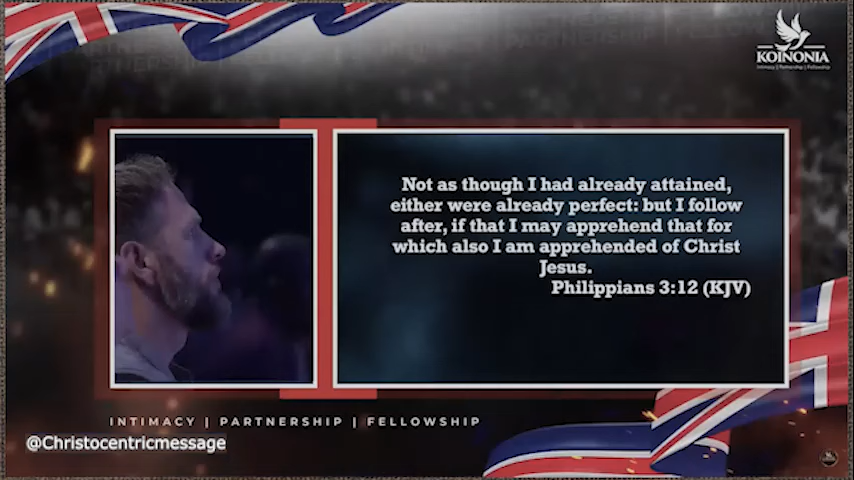 KOINONIA
Intimacy | Partnership | Fellowship
Not as though I had already attained,
either were already perfect: but I follow
after, if that I may apprehend that for
which also I am apprehended of Christ
Jesus.
Philippians 3:12 (KJV)
INTIMACY | PARTNERSHIP | FELLOWSHIP
@Christocentricmessage